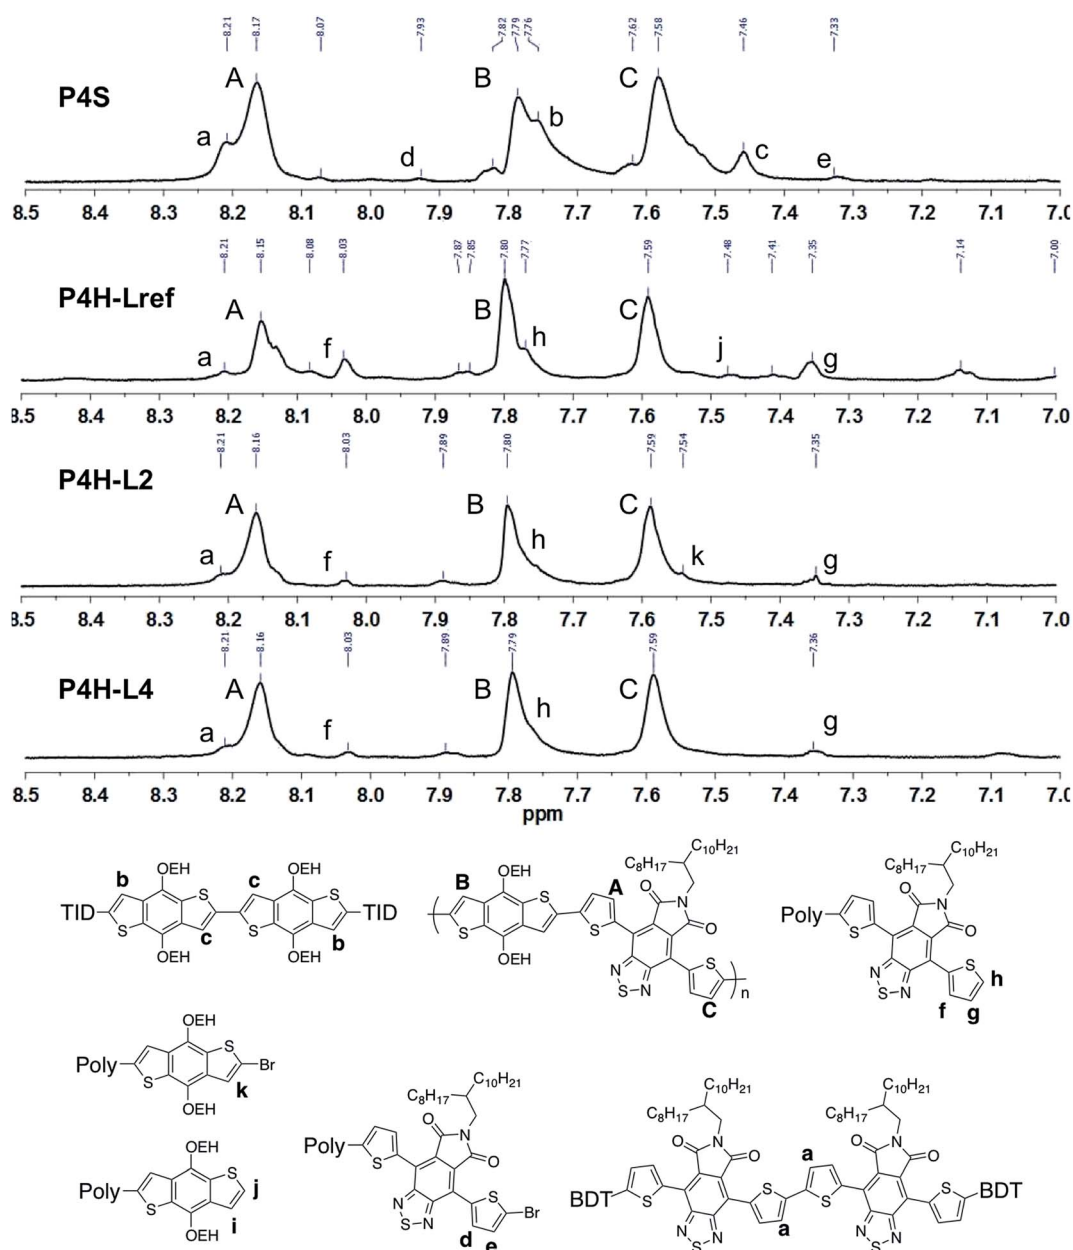 8.21 8.17 8.07 7.93 7.82 7.79 7.76 7.62 7.58 7.46 7.33
P4S a A d B b C c e
8.5 8.4 8.3 8.2 8.1 8.0 7.9 7.8 7.7 7.6 7.5 7.4 7.3 7.2 7.1 7.0
8.21 8.15 8.08 8.03 7.87 7.85 7.80 7.77 7.59 7.48 7.41 7.35 7.14 7.00
P4H-Lref a A f B h C j g
8.5 8.4 8.3 8.2 8.1 8.0 7.9 7.8 7.7 7.6 7.5 7.4 7.3 7.2 7.1 7.0
8.21 8.16 8.03 7.89 7.80 7.59 7.54 7.35
P4H-L2 a A f B h C k g
8.5 8.4 8.3 8.2 8.1 8.0 7.9 7.8 7.7 7.6 7.5 7.4 7.3 7.2 7.1 7.0
8.21 8.16 8.03 7.89 7.79 7.59 7.36
P4H-L4 a A f B h C g
8.5 8.4 8.3 8.2 8.1 8.0 7.9 7.8 7.7 7.6 7.5 7.4 7.3 7.2 7.1 7.0
ppm
b OEH S c OEH S
TID S OEH c S OEH b TID
C8H17 C10H21
B OEH S A S O N O
S OEH N S N S C n
C8H17 C10H21
Poly S O N O
N S N S h f g
OEH S
Poly S OEH Br k
C8H17 C10H21
Poly S O N O
N S N S Br d e
OEH S
Poly S OEH j i
C8H17 C10H21 C8H17 C10H21
O N O a O N O
BDT S S S S BDT
N S N a N S N